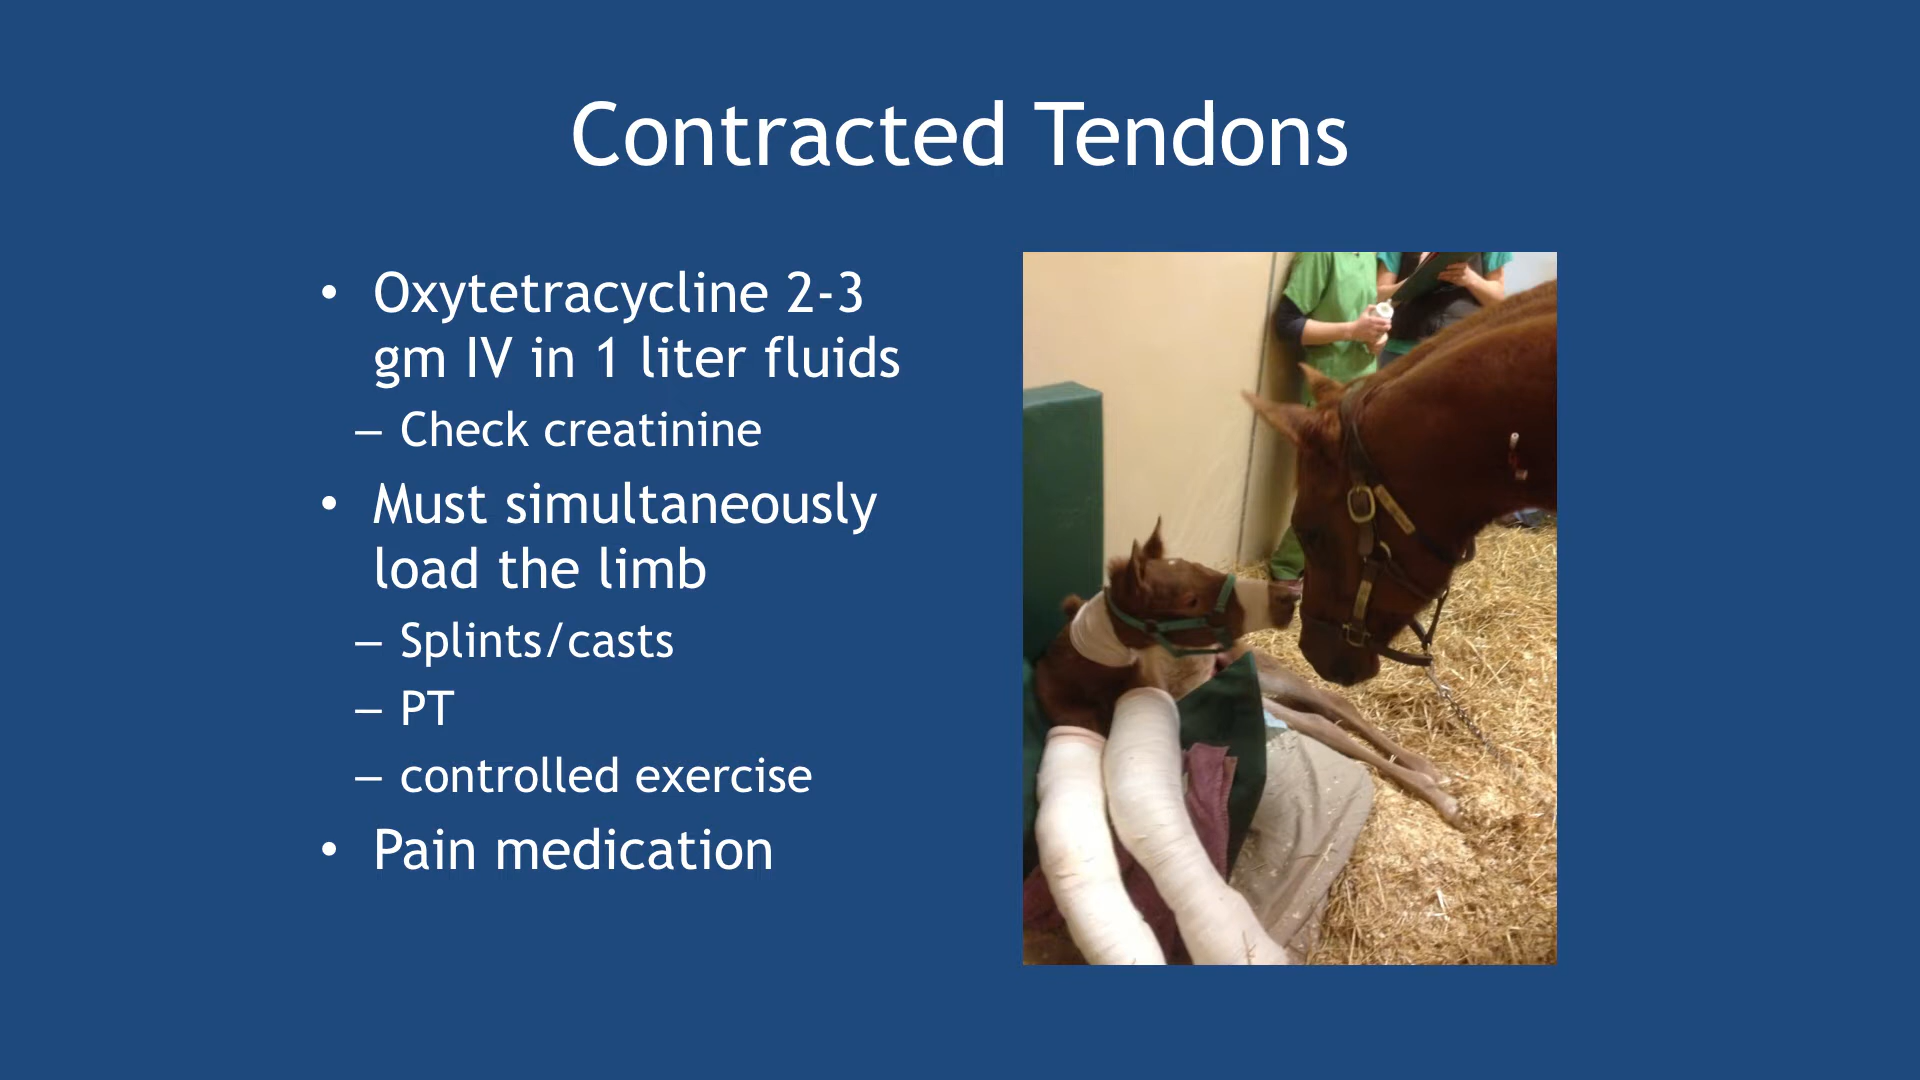 Contracted Tendons
• Oxytetracycline 2-3
gm IV in 1 liter fluids
– Check creatinine
• Must simultaneously
load the limb
– Splints/casts
– PT
– controlled exercise
• Pain medication